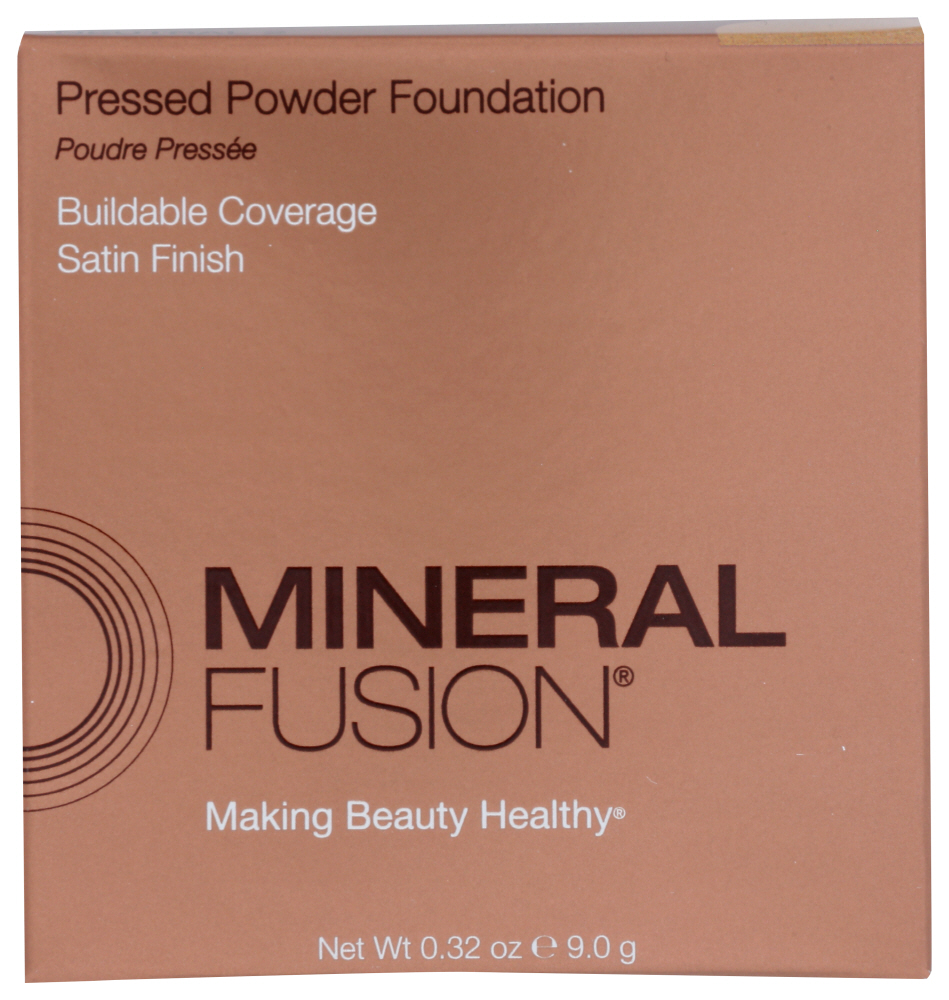 Pressed Powder Foundation
Poudre Pressée
Buildable Coverage
Satin Finish
MINERAL
FUSION®
Making Beauty Healthy®
Net Wt 0.32 oz ℮ 9.0 g